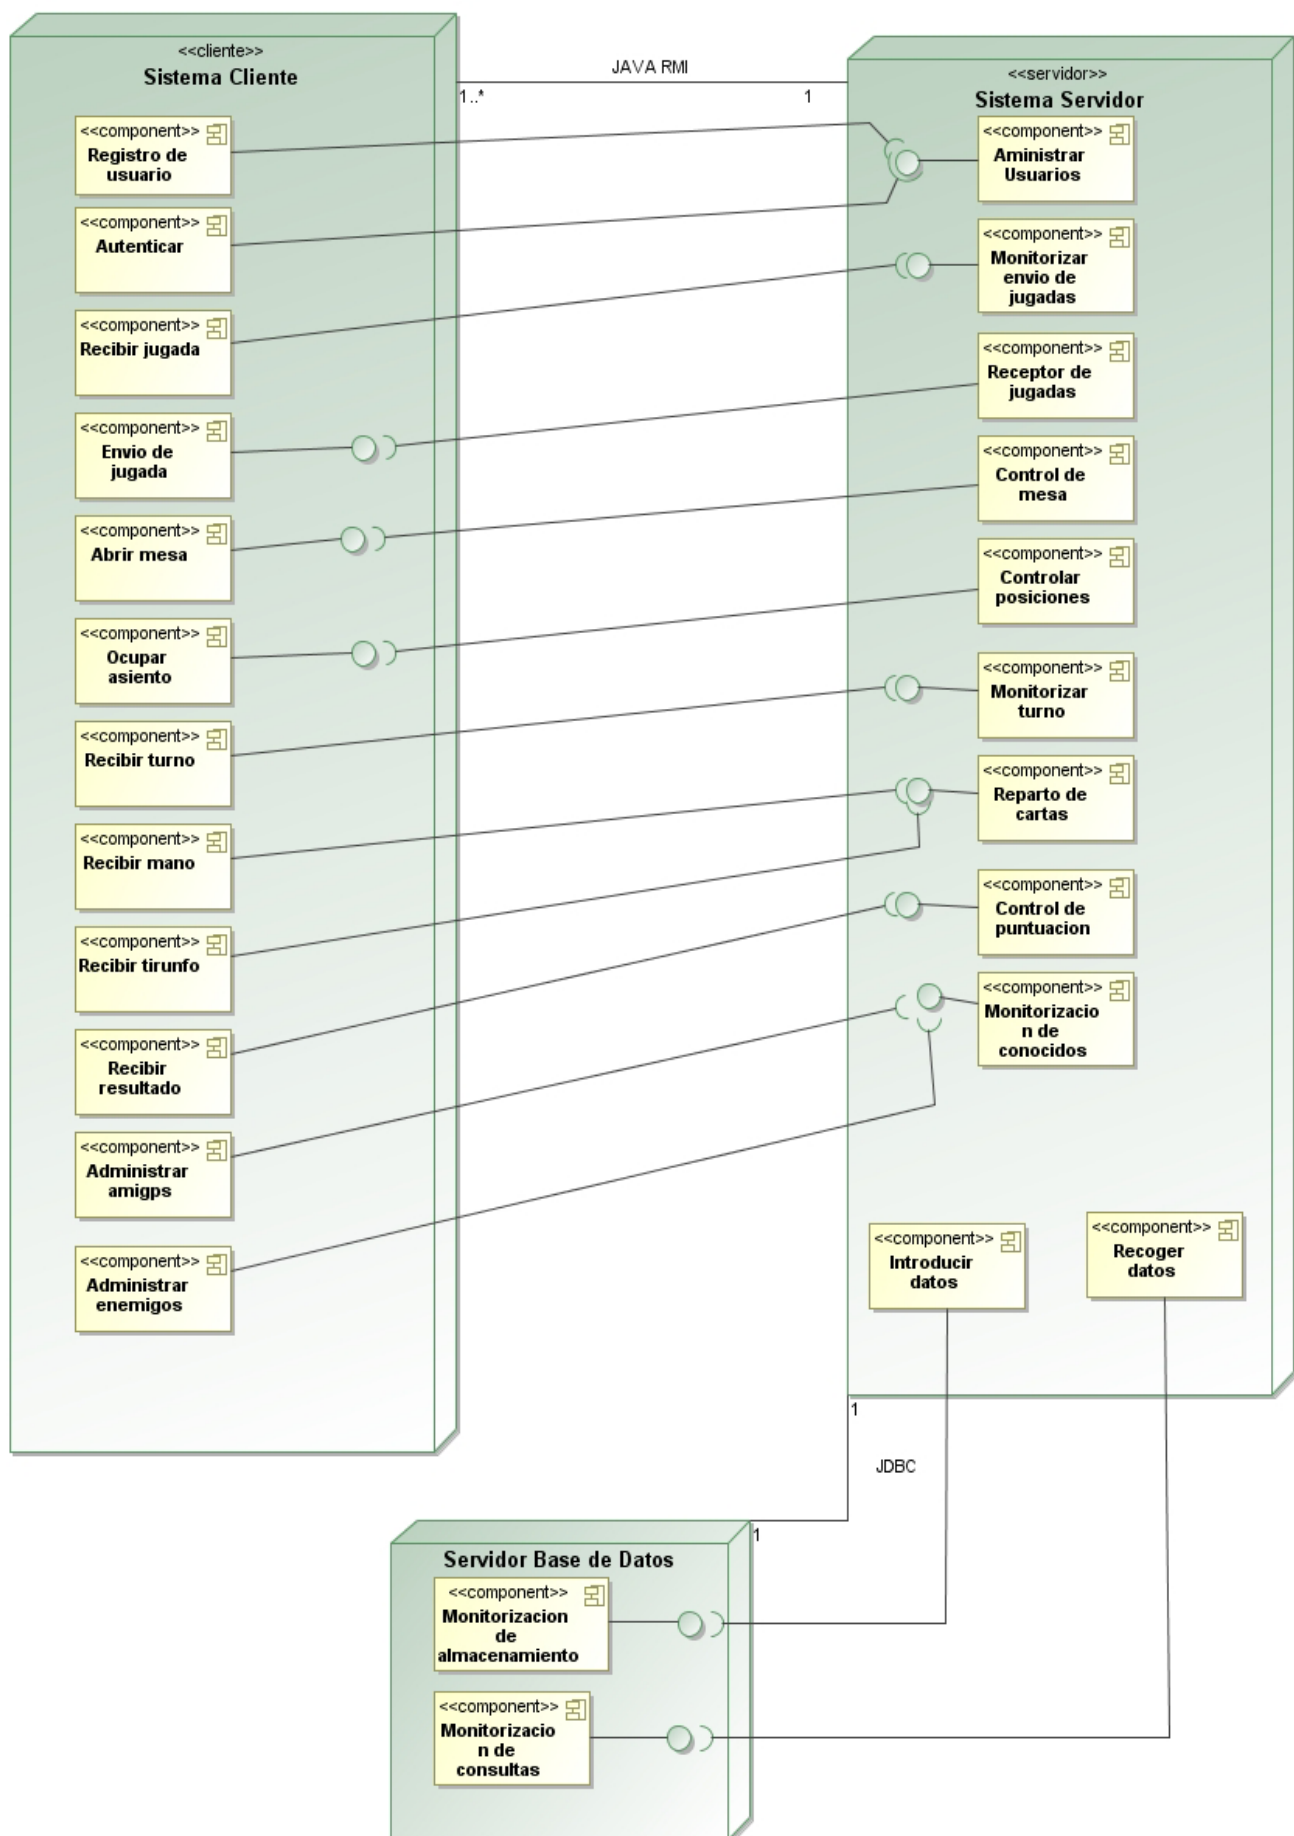 <<cliente>>
Sistema Cliente
<<component>>
Registro de
usuario
<<component>>
Autenticar
<<component>>
Recibir jugada
<<component>>
Envio de
jugada
<<component>>
Abrir mesa
<<component>>
Ocupar
asiento
<<component>>
Recibir turno
<<component>>
Recibir mano
<<component>>
Recibir tirunfo
<<component>>
Recibir
resultado
<<component>>
Administrar
amigps
<<component>>
Administrar
enemigos
JAVA RMI
1..*
1
<<servidor>>
Sistema Servidor
<<component>>
Aministrar
Usuarios
<<component>>
Monitorizar
envio de
jugadas
<<component>>
Receptor de
jugadas
<<component>>
Control de
mesa
<<component>>
Controlar
posiciones
<<component>>
Monitorizar
turno
<<component>>
Reparto de
cartas
<<component>>
Control de
puntuacion
<<component>>
Monitorizacio
n de
conocidos
<<component>>
Introducir
datos
<<component>>
Recoger
datos
1
JDBC
1
Servidor Base de Datos
<<component>>
Monitorizacion
de
almacenamiento
<<component>>
Monitorizacio
n de
consultas